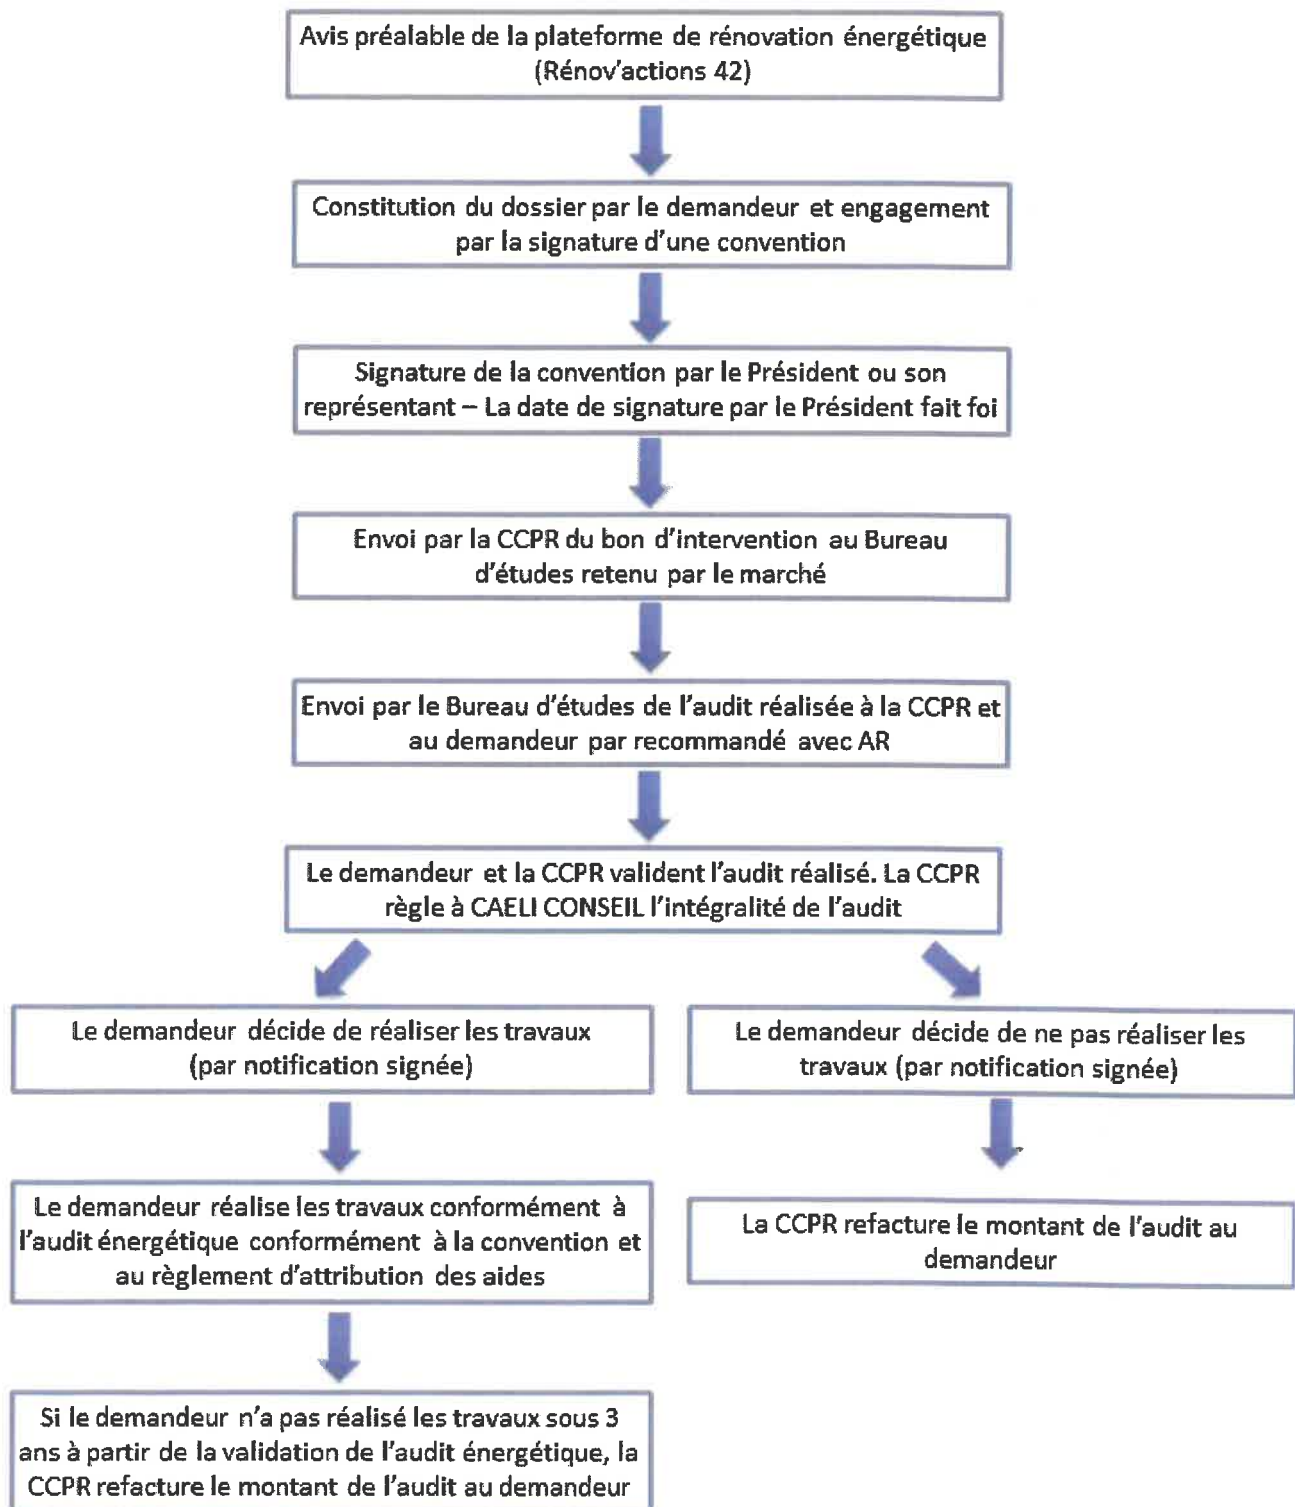 Avis préalable de la plateforme de rénovation énergétique
(Rénov'actions 42)
Constitution du dossier par le demandeur et engagement
par la signature d'une convention
Signature de la convention par le Président ou son
représentant – La date de signature par le Président fait foi
Envoi par la CCPR du bon d'intervention au Bureau
d'études retenu par le marché
Envoi par le Bureau d'études de l'audit réalisée à la CCPR et
au demandeur par recommandé avec AR
Le demandeur et la CCPR valident l'audit réalisé. La CCPR
règle à CAELI CONSEIL l'intégralité de l'audit
Le demandeur décide de réaliser les travaux
(par notification signée)
Le demandeur décide de ne pas réaliser les
travaux (par notification signée)
Le demandeur réalise les travaux conformément à
l'audit énergétique conformément à la convention et
au règlement d'attribution des aides
La CCPR refacture le montant de l'audit au
demandeur
Si le demandeur n'a pas réalisé les travaux sous 3
ans à partir de la validation de l'audit énergétique, la
CCPR refacture le montant de l'audit au demandeur